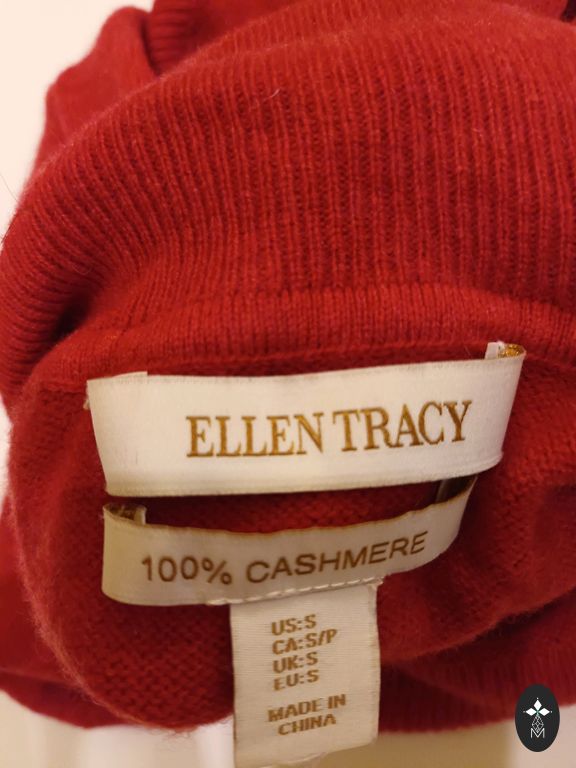 ELLEN TRACY
100% CASHMERE
US:S
CA:S/P
UK:S
EU:S
MADE IN
CHINA
M